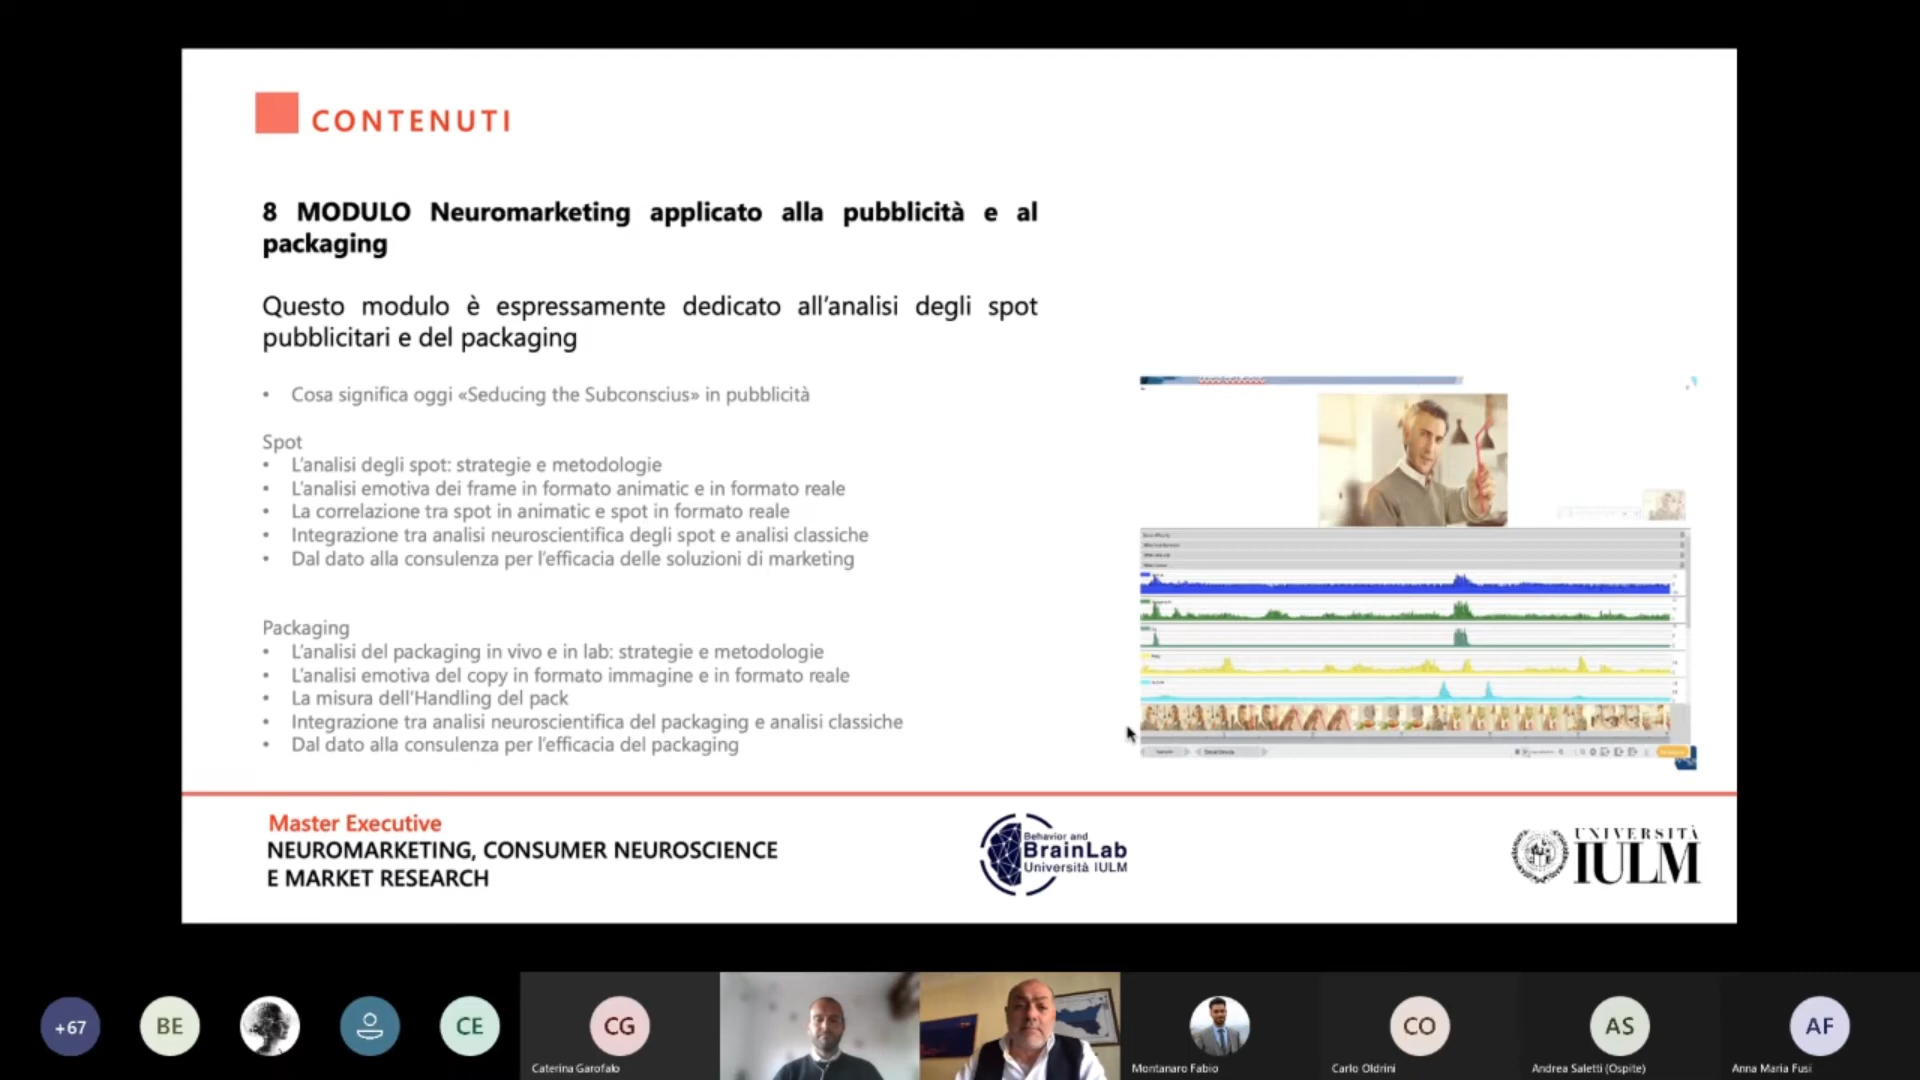 CONTENUTI
8 MODULO Neuromarketing applicato alla pubblicità e al
packaging
Questo modulo è espressamente dedicato all'analisi degli spot
pubblicitari e del packaging
• Cosa significa oggi «Seducing the Subconscius» in pubblicità
Spot
• L'analisi degli spot: strategie e metodologie
• L'analisi emotiva dei frame in formato animatic e in formato reale
• La correlazione tra spot in animatic e spot in formato reale
• Integrazione tra analisi neuroscientifica degli spot e analisi classiche
• Dal dato alla consulenza per l'efficacia delle soluzioni di marketing
Packaging
• L'analisi del packaging in vivo e in lab: strategie e metodologie
• L'analisi emotiva del copy in formato immagine e in formato reale
• La misura dell'Handling del pack
• Integrazione tra analisi neuroscientifica del packaging e analisi classiche
• Dal dato alla consulenza per l'efficacia del packaging
Master Executive
NEUROMARKETING, CONSUMER NEUROSCIENCE
E MARKET RESEARCH
Behavior and
BrainLab
Università IULM
UNIVERSITÀ
IULM
+67
BE
CE
CG
CO
AS
AF
Caterina Garofalo
Montanaro Fabio
Carlo Oldrini
Andrea Saletti (Ospite)
Anna Maria Fusi